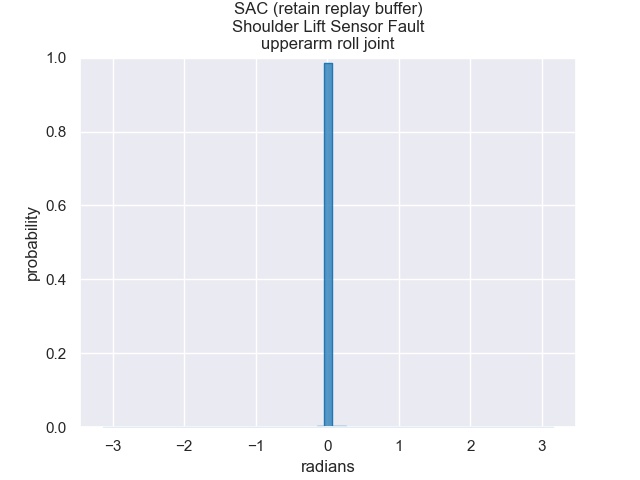 SAC (retain replay buffer)
Shoulder Lift Sensor Fault
upperarm roll joint
1.0
0.8
0.6
0.4
0.2
0.0
probability
−3 −2 −1 0 1 2 3
radians